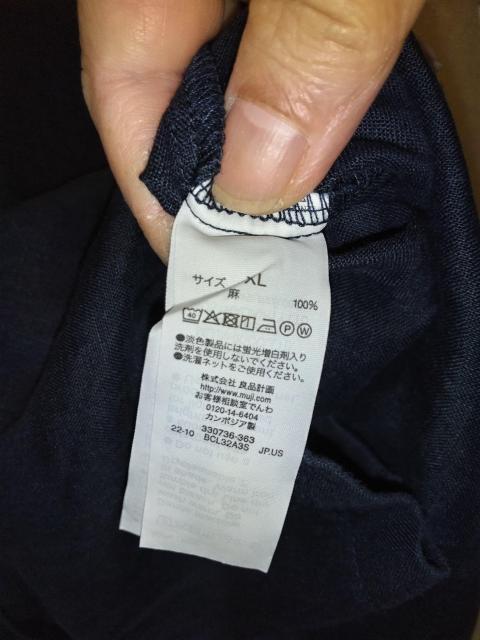 サイズ XL
麻 100%
40 P W
●淡色製品には蛍光増白剤入り
洗剤を使用しないでください。
●洗濯ネットをご使用ください。
株式会社 良品計画
http://www.muji.com
お客様相談室でんわ
0120-14-6404
カンボジア製
330736-363
22-10 BCL32A3S JP.US